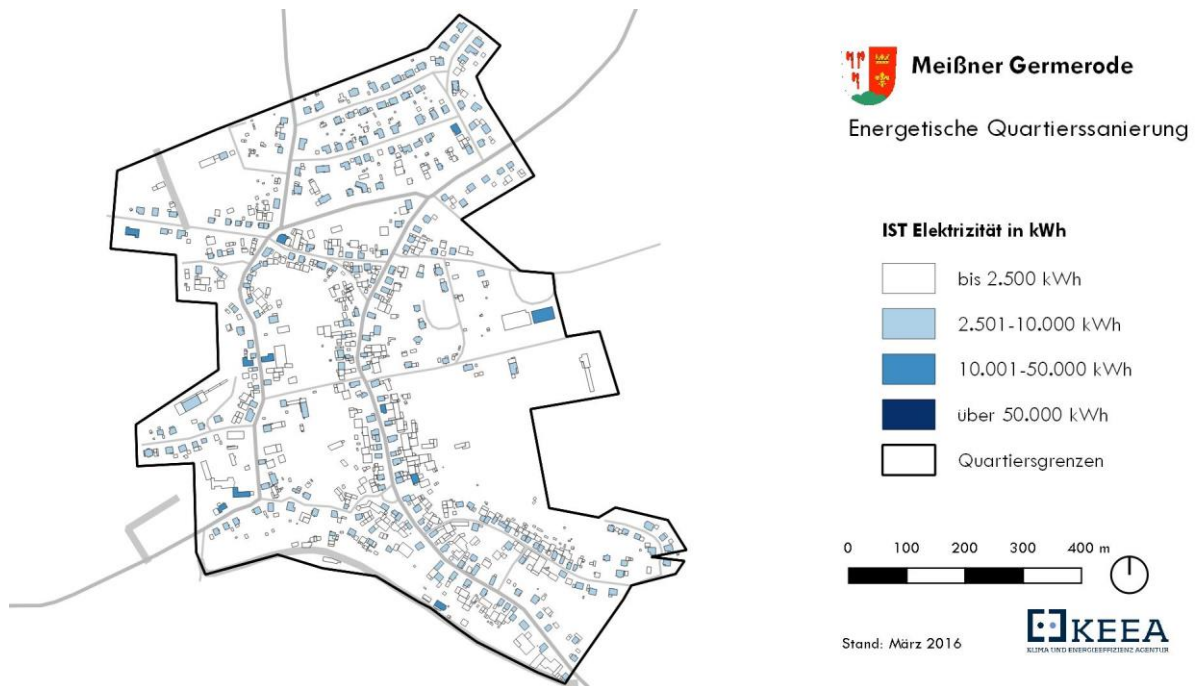 Meißner Germerode
Energetische Quartierssanierung
IST Elektrizität in kWh
bis 2.500 kWh
2.501-10.000 kWh
10.001-50.000 kWh
über 50.000 kWh
Quartiersgrenzen
0 100 200 300 400 m
Stand: März 2016
KEEA
KLIMA UND ENERGIEEFFIZIENZ AGENTUR